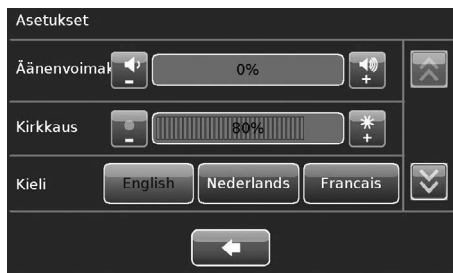 Asetukset
Äänenvoimak - 0% +
Kirkkaus - 80% +
Kieli English Nederlands Francais